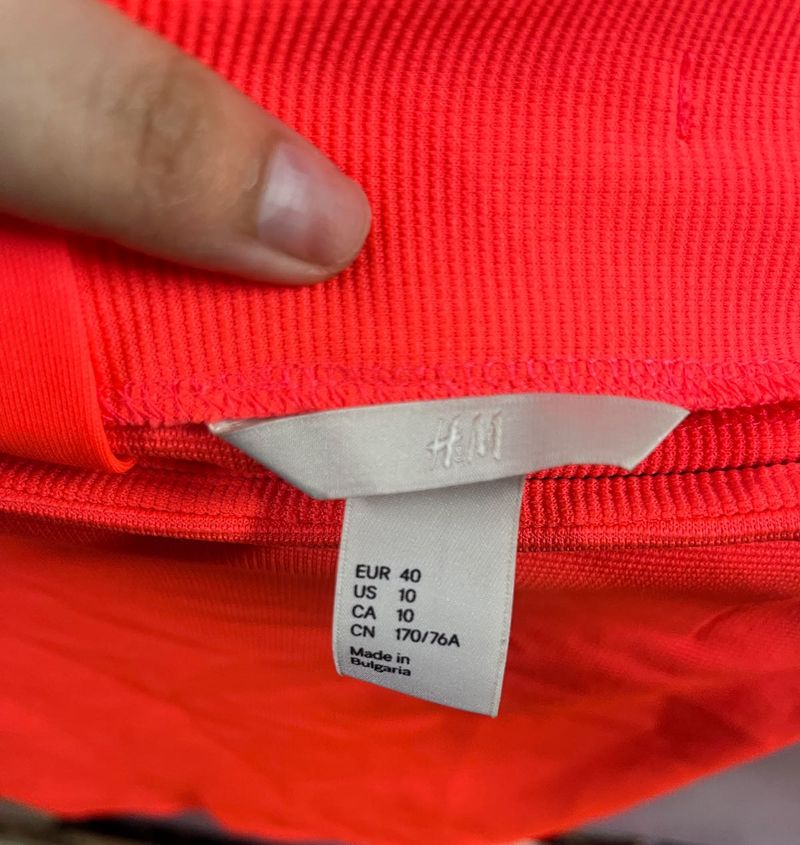 H&M
EUR 40
US 10
CA 10
CN 170/76A
Made in
Bulgaria